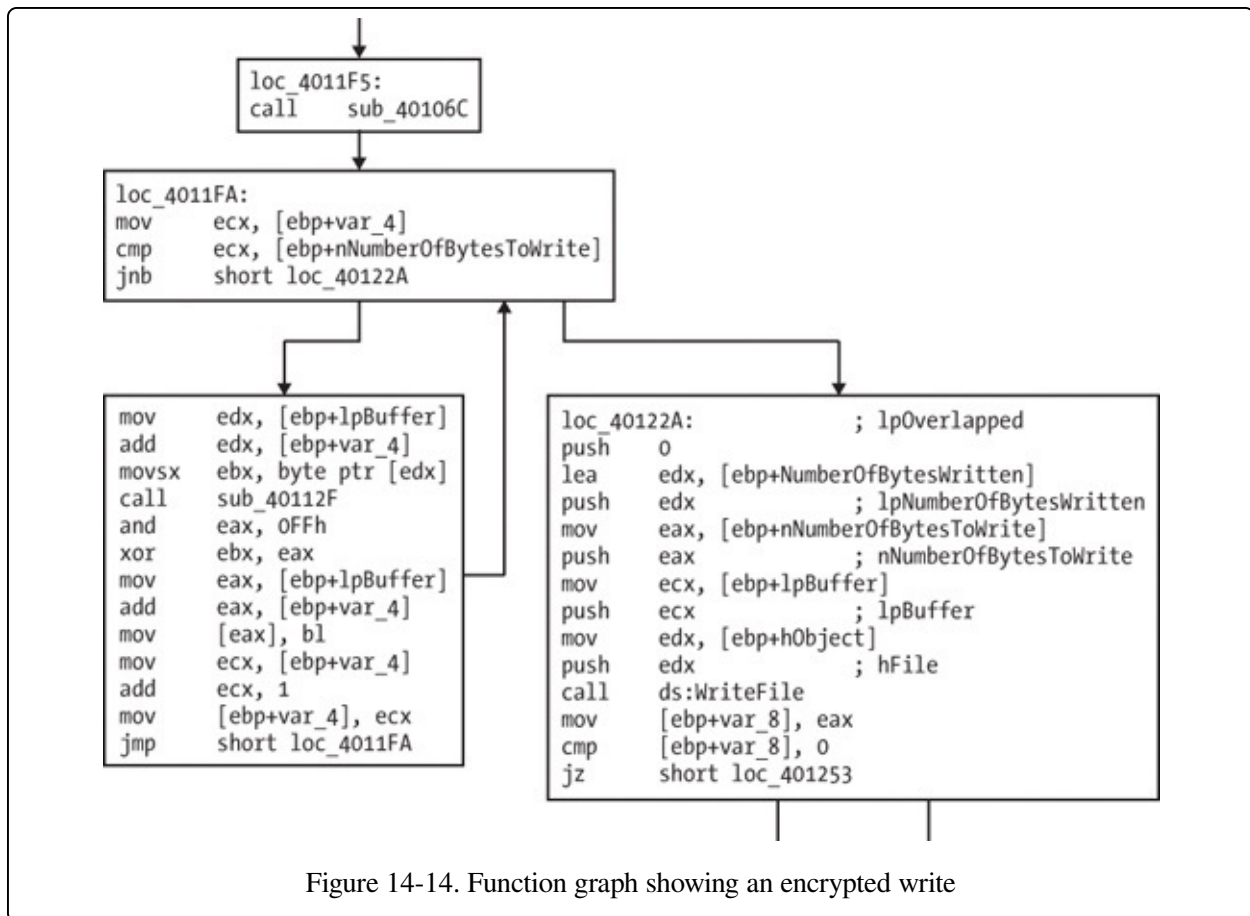 loc_4011F5:
call sub_40106C
loc_4011FA:
mov ecx, [ebp+var_4]
cmp ecx, [ebp+nNumberOfBytesToWrite]
jnb short loc_40122A
mov edx, [ebp+lpBuffer]
add edx, [ebp+var_4]
movsx ebx, byte ptr [edx]
call sub_40112F
and eax, 0FFh
xor ebx, eax
mov eax, [ebp+lpBuffer]
add eax, [ebp+var_4]
mov [eax], bl
mov ecx, [ebp+var_4]
add ecx, 1
mov [ebp+var_4], ecx
jmp short loc_4011FA
loc_40122A: ; lpOverlapped
push 0
lea edx, [ebp+NumberOfBytesWritten]
push edx ; lpNumberOfBytesWritten
mov eax, [ebp+nNumberOfBytesToWrite]
push eax ; nNumberOfBytesToWrite
mov ecx, [ebp+lpBuffer]
push ecx ; lpBuffer
mov edx, [ebp+hObject]
push edx ; hFile
call ds:WriteFile
mov [ebp+var_8], eax
cmp [ebp+var_8], 0
jz short loc_401253
Figure 14-14. Function graph showing an encrypted write